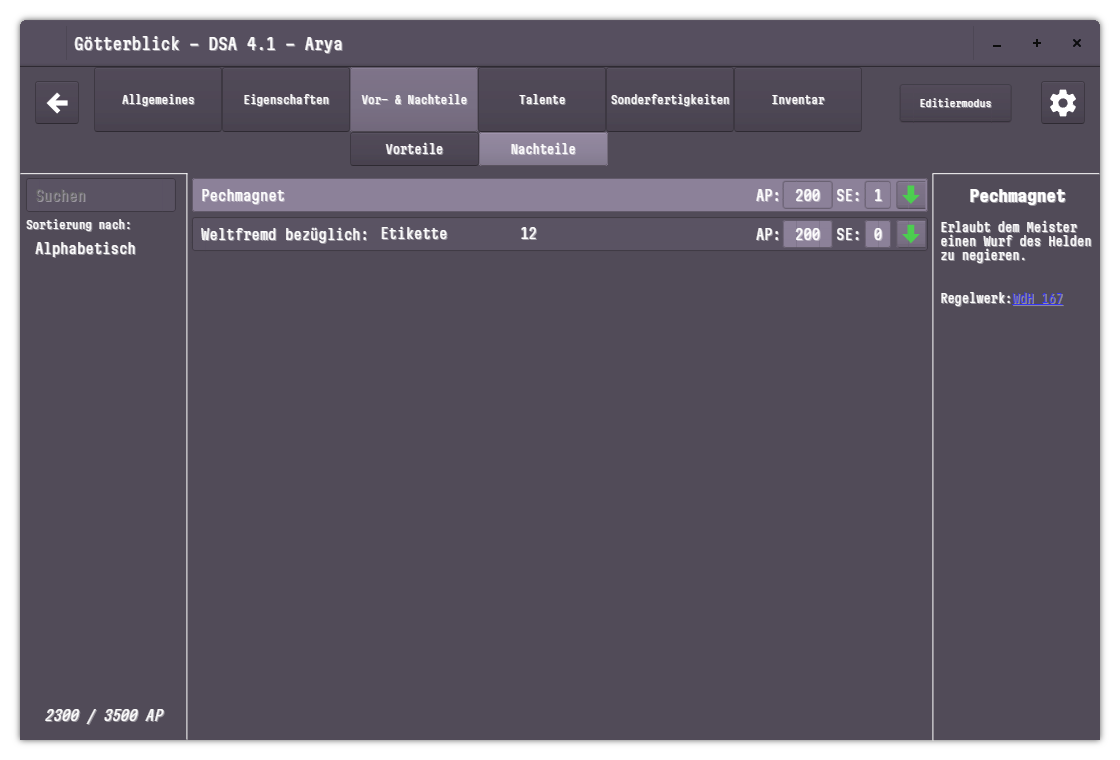 Götterblick - DSA 4.1 - Arya
Allgemeines
Eigenschaften
Vor- & Nachteile
Talente
Sonderfertigkeiten
Inventar
Editiermodus
Vorteile
Nachteile
Suchen
Sortierung nach:
Alphabetisch
Pechmagnet AP: 200 SE: 1
Weltfremd bezüglich: Etikette 12 AP: 200 SE: 0
Pechmagnet
Erlaubt dem Meister
einen Wurf des Helden
zu negieren.
Regelwerk: WdH 167
2300 / 3500 AP